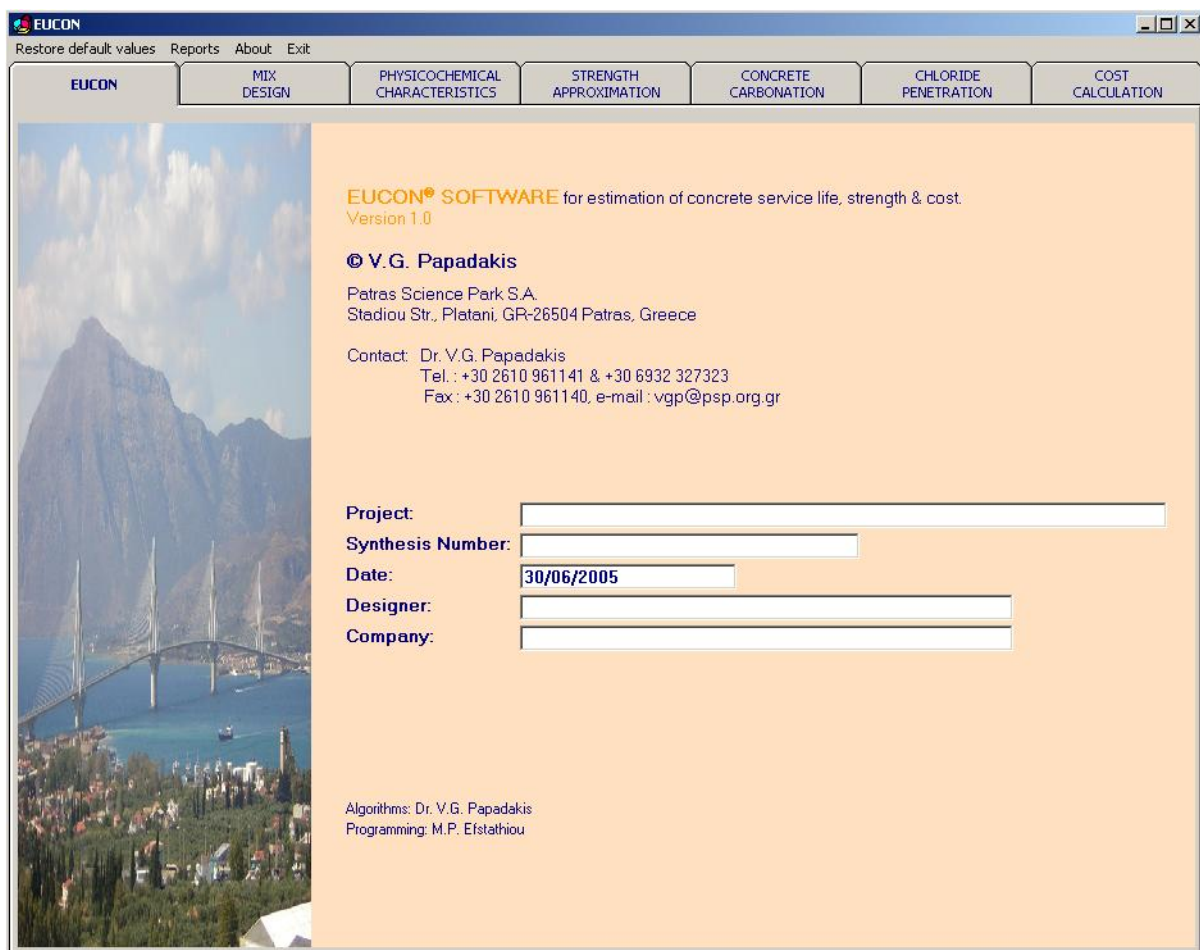 EUCON
Restore default values Reports About Exit
EUCON
MIX
DESIGN
PHYSICOCHEMICAL
CHARACTERISTICS
STRENGTH
APPROXIMATION
CONCRETE
CARBONATION
CHLORIDE
PENETRATION
COST
CALCULATION
EUCON® SOFTWARE for estimation of concrete service life, strength & cost.
Version 1.0
© V.G. Papadakis
Patras Science Park S.A.
Stadiou Str., Platani, GR-26504 Patras, Greece
Contact: Dr. V.G. Papadakis
Tel. : +30 2610 961141 & +30 6932 327323
Fax : +30 2610 961140, e-mail : vgp@psp.org.gr
Project:
Synthesis Number:
Date: 30/06/2005
Designer:
Company:
Algorithms: Dr. V.G. Papadakis
Programming: M.P. Efstathiou